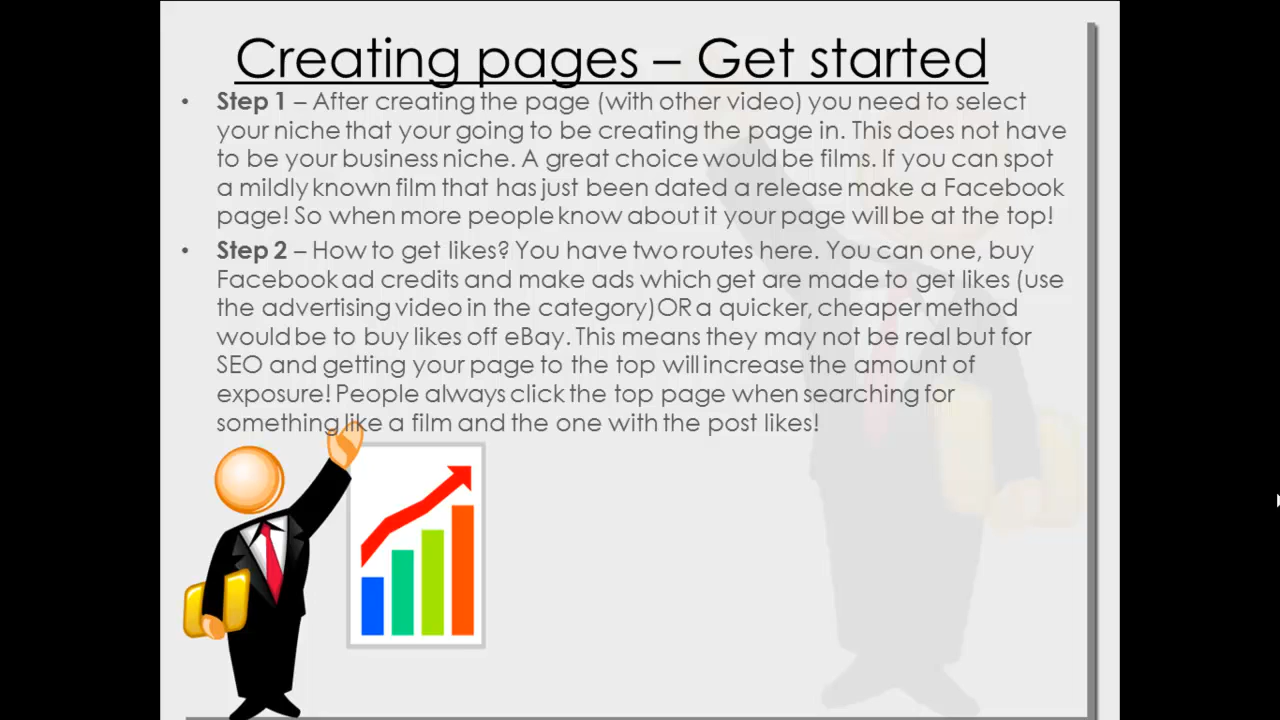 Creating pages – Get started
• Step 1 – After creating the page (with other video) you need to select
your niche that your going to be creating the page in. This does not have
to be your business niche. A great choice would be films. If you can spot
a mildly known film that has just been dated a release make a Facebook
page! So when more people know about it your page will be at the top!
• Step 2 – How to get likes? You have two routes here. You can one, buy
Facebook ad credits and make ads which get are made to get likes (use
the advertising video in the category)OR a quicker, cheaper method
would be to buy likes off eBay. This means they may not be real but for
SEO and getting your page to the top will increase the amount of
exposure! People always click the top page when searching for
something like a film and the one with the post likes!